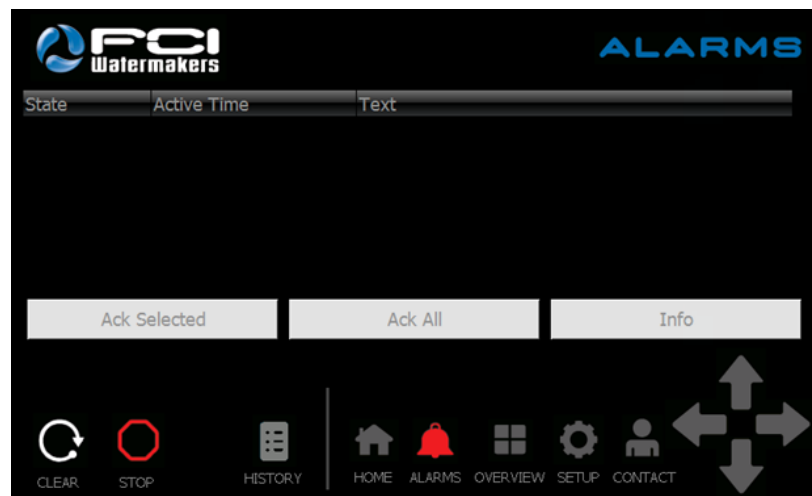 FCI
Watermakers
ALARMS
State Active Time Text
Ack Selected Ack All Info
CLEAR STOP HISTORY HOME ALARMS OVERVIEW SETUP CONTACT